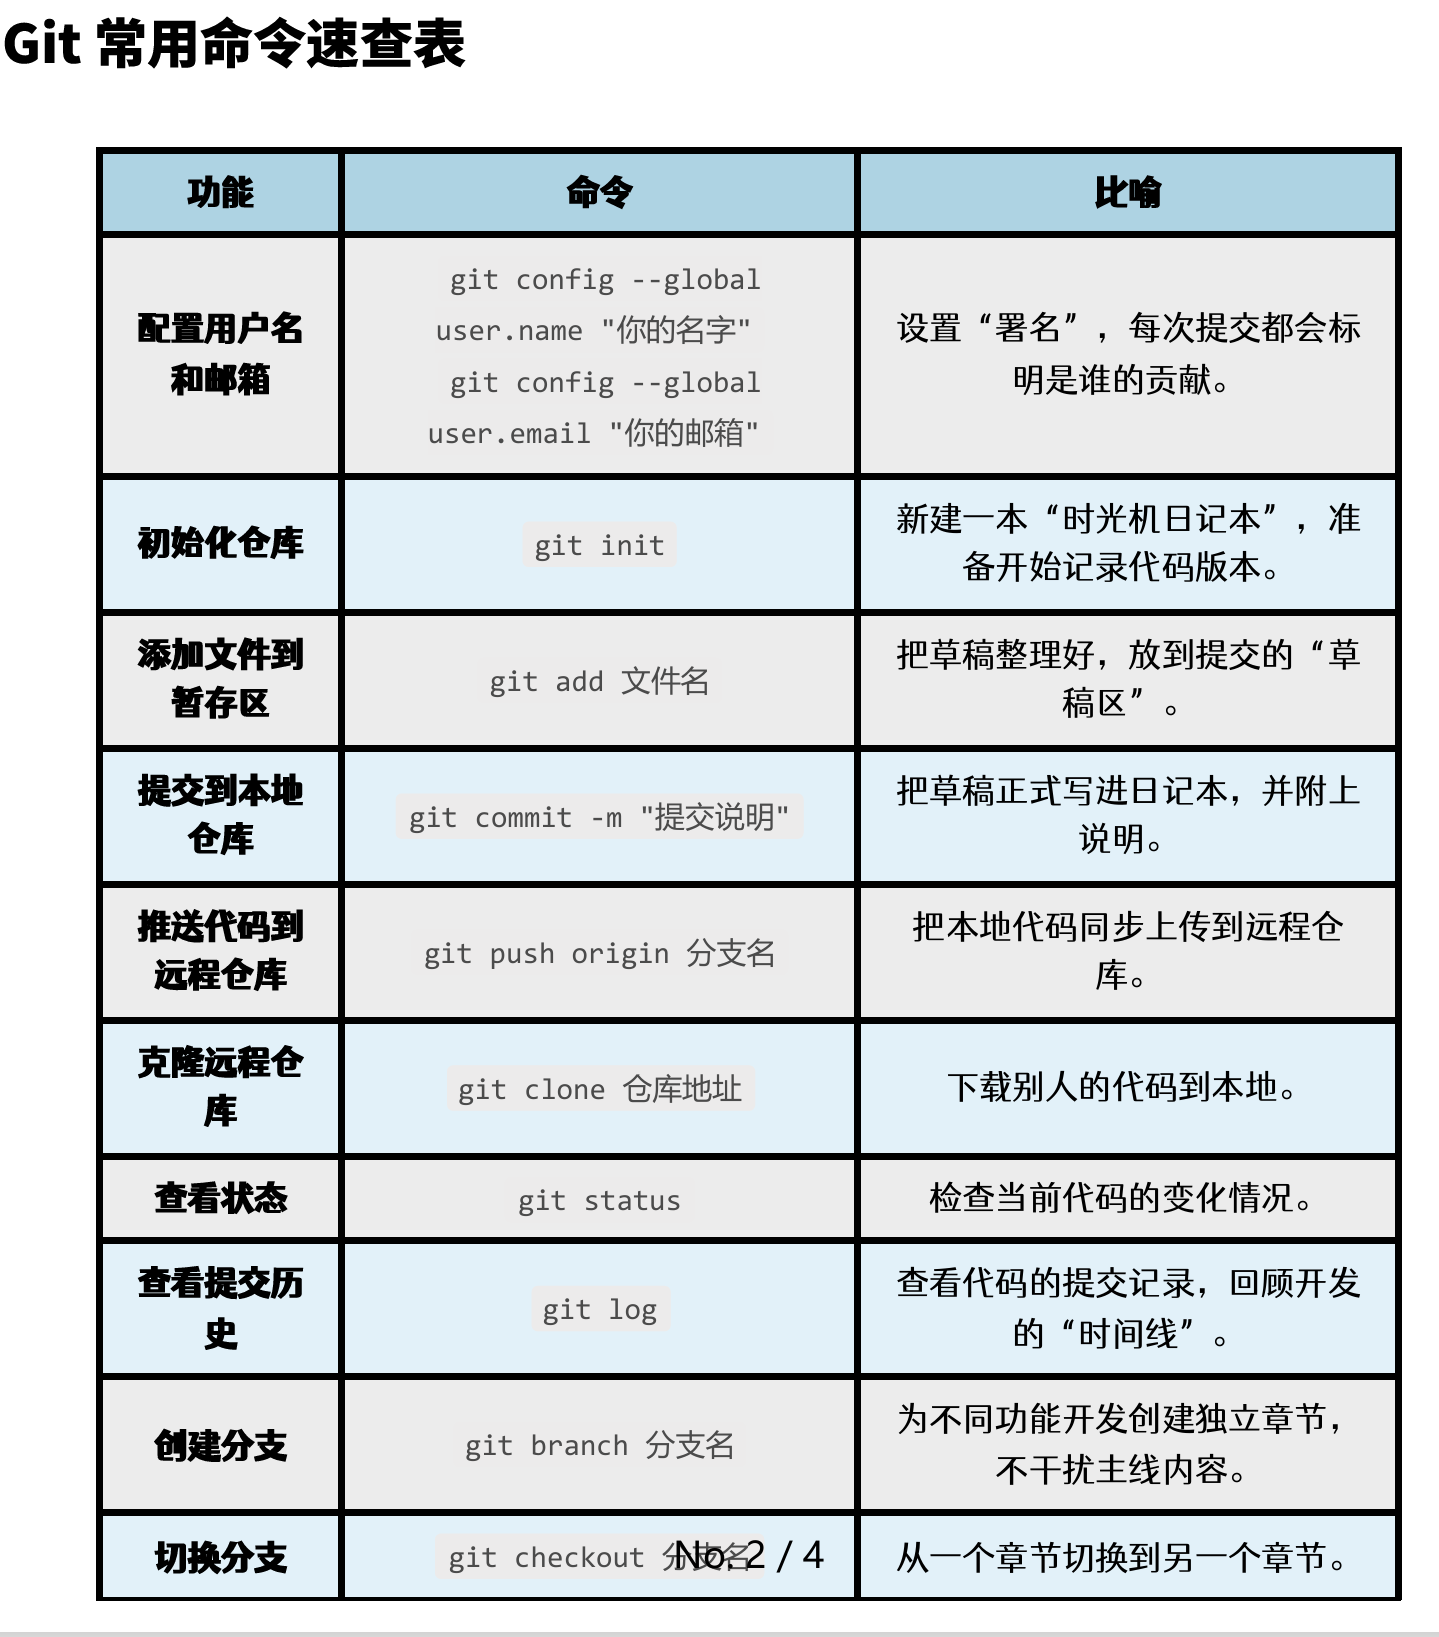 Git 常用命令速查表
功能
命令
比喻
配置用户名
和邮箱
git config --global
user.name "你的名字"
git config --global
user.email "你的邮箱"
设置“署名”，每次提交都会标
明是谁的贡献。
初始化仓库
git init
新建一本“时光机日记本”，准
备开始记录代码版本。
添加文件到
暂存区
git add 文件名
把草稿整理好，放到提交的“草
稿区”。
提交到本地
仓库
git commit -m "提交说明"
把草稿正式写进日记本，并附上
说明。
推送代码到
远程仓库
git push origin 分支名
把本地代码同步上传到远程仓
库。
克隆远程仓
库
git clone 仓库地址
下载别人的代码到本地。
查看状态
git status
检查当前代码的变化情况。
查看提交历
史
git log
查看代码的提交记录，回顾开发
的“时间线”。
创建分支
git branch 分支名
为不同功能开发创建独立章节，
不干扰主线内容。
切换分支
git checkout 分支名
从一个章节切换到另一个章节。
No. 2 / 4